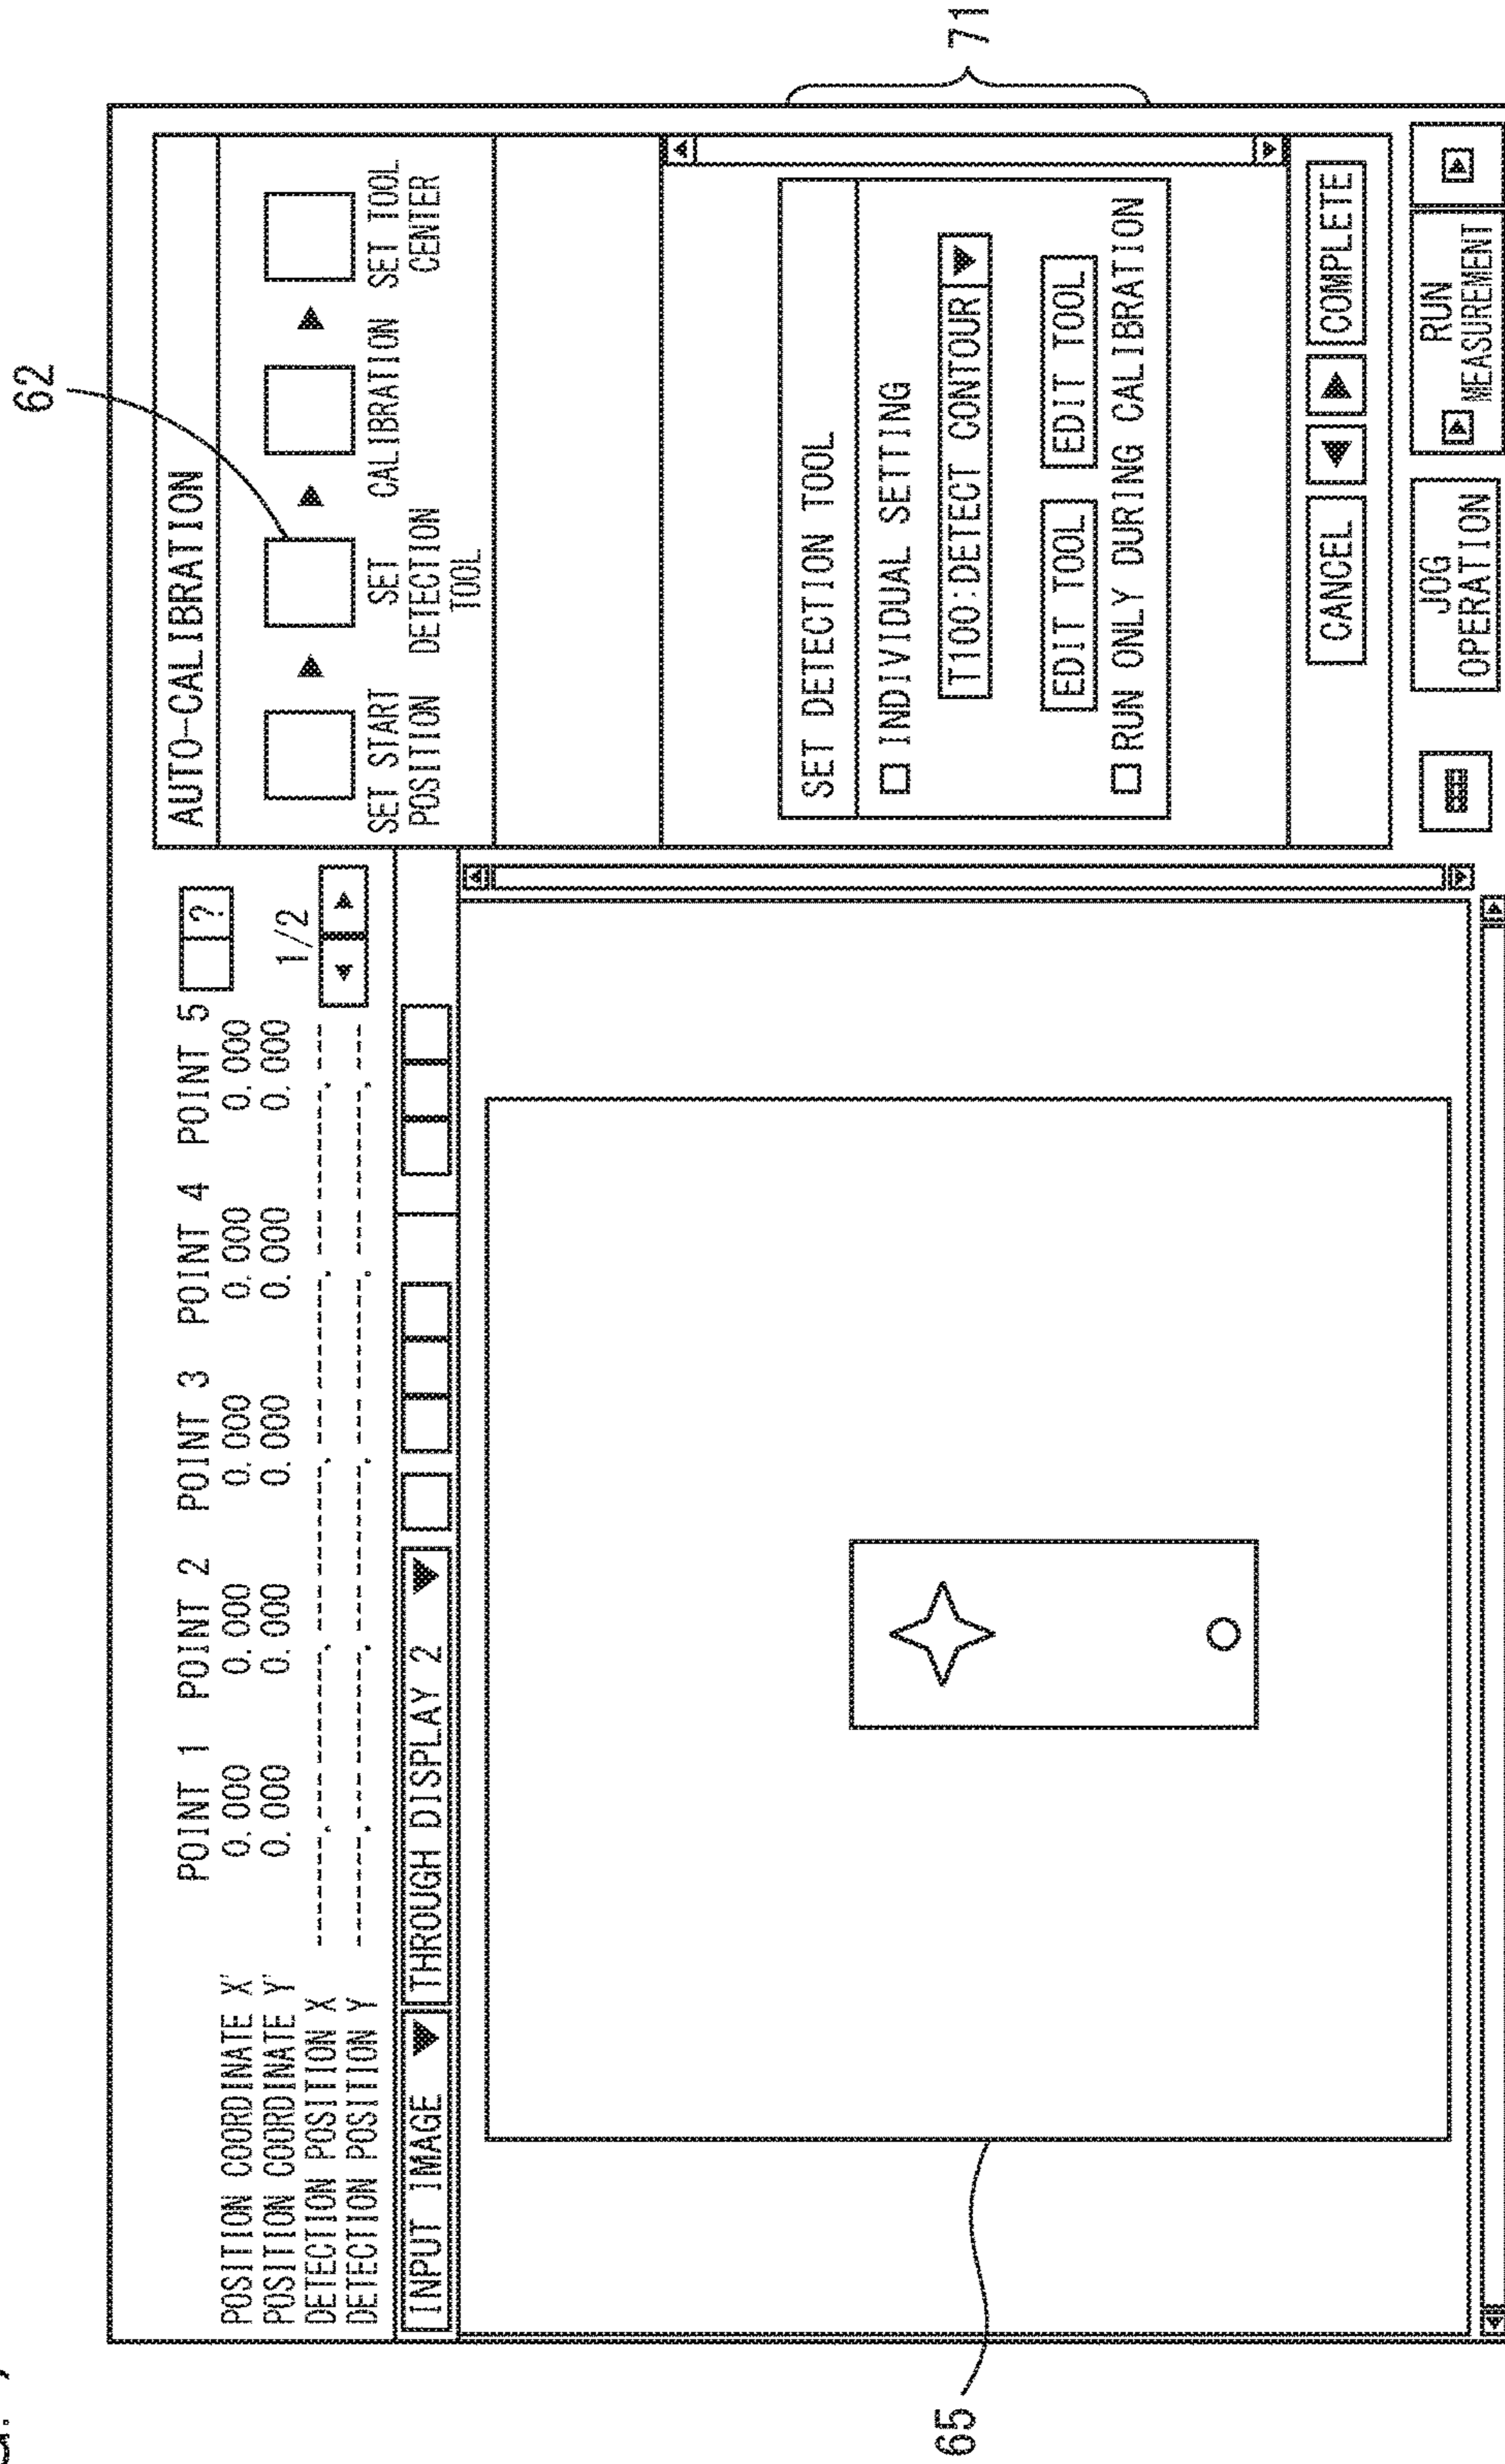 62
POINT 1 POINT 2 POINT 3 POINT 4 POINT 5 ?
POSITION COORDINATE X' 0.000 0.000 0.000 0.000 0.000
POSITION COORDINATE Y' 0.000 0.000 0.000 0.000 0.000
1/2
DETECTION POSITION X
DETECTION POSITION Y
INPUT IMAGE
THROUGH DISPLAY 2
AUTO-CALIBRATION
SET START
POSITION
SET
DETECTION
TOOL
CALIBRATION
SET TOOL
CENTER
SET DETECTION TOOL
INDIVIDUAL SETTING
T100:DETECT CONTOUR
EDIT TOOL
EDIT TOOL
RUN ONLY DURING CALIBRATION
CANCEL
COMPLETE
JOG
OPERATION
RUN
MEASUREMENT
65
71